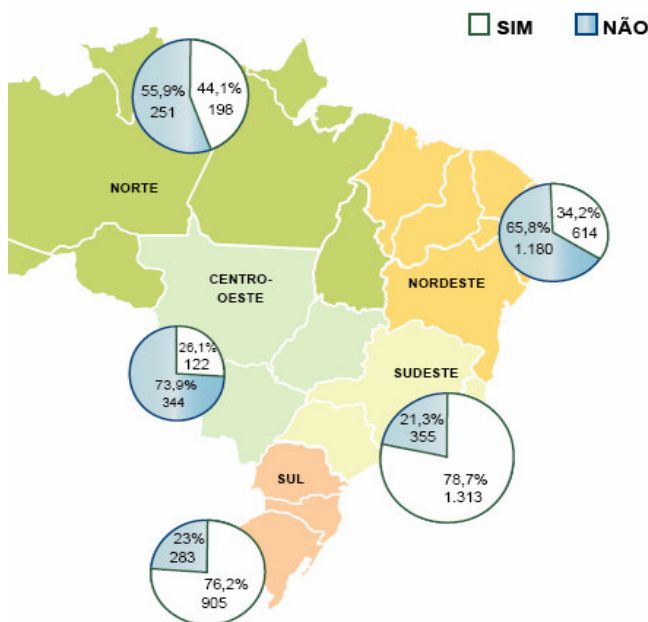 SIM NÃO
55,9% 44,1%
251 198
NORTE
34,2%
65,8% 614
1.180
CENTRO-
OESTE
NORDESTE
26,1%
122
73,9%
344
SUDESTE
21,3%
355
78,7%
1.313
SUL
23%
283
76,2%
905